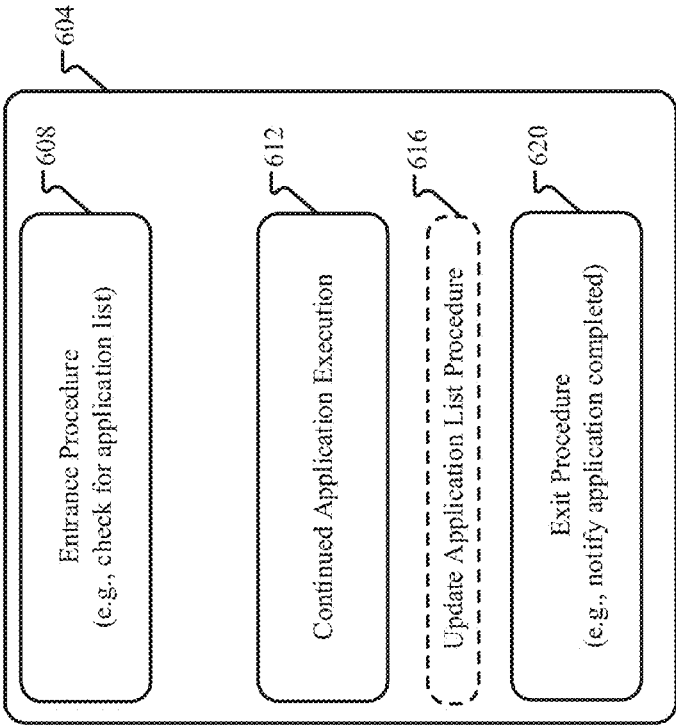 604
608
Entrance Procedure
(e.g., check for application list)
612
Continued Application Execution
616
Update Application List Procedure
620
Exit Procedure
(e.g., notify application completed)